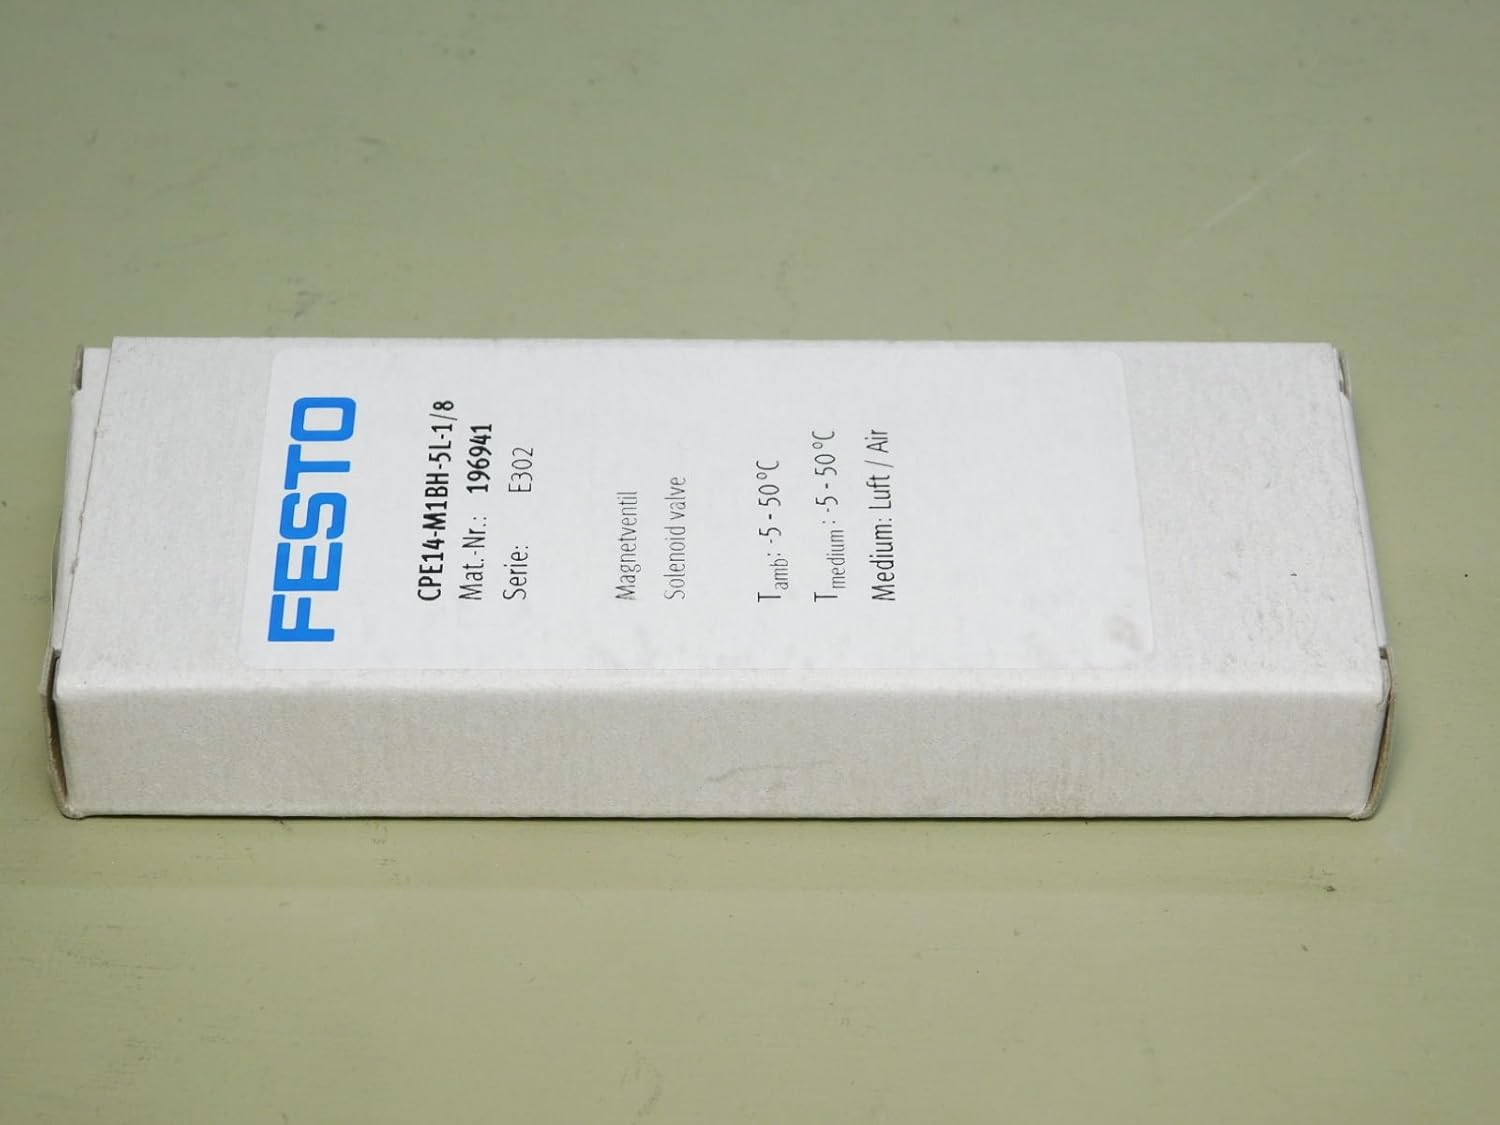 FESTO
CPE14-M1BH-5L-1/8
Mat.-Nr.: 196941
Serie: E302
Magnetventil
Solenoid valve
Tamb: -5 - 50°C
Tmedium: -5 - 50°C
Medium: Luft / Air